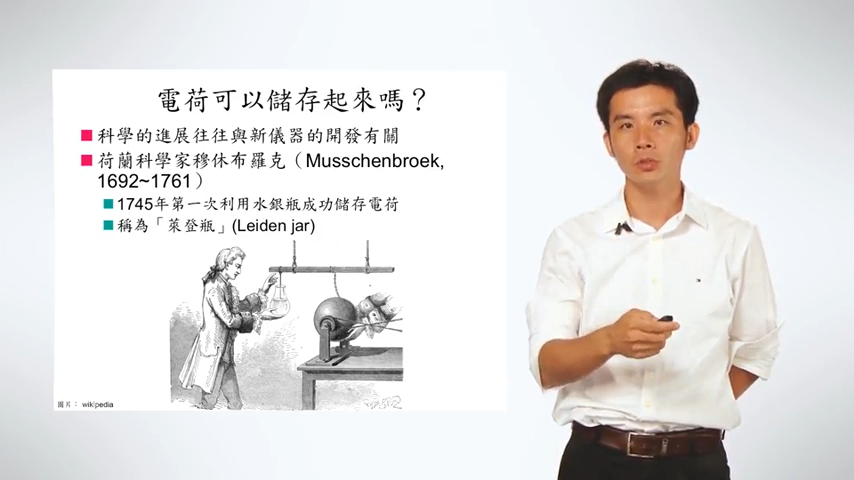 電荷可以儲存起來嗎？
科學的進展往往與新儀器的開發有關
荷蘭科學家穆休布羅克（Musschenbroek,
1692~1761）
1745年第一次利用水銀瓶成功儲存電荷
稱為「萊登瓶」(Leiden jar)
圖片： wikipedia